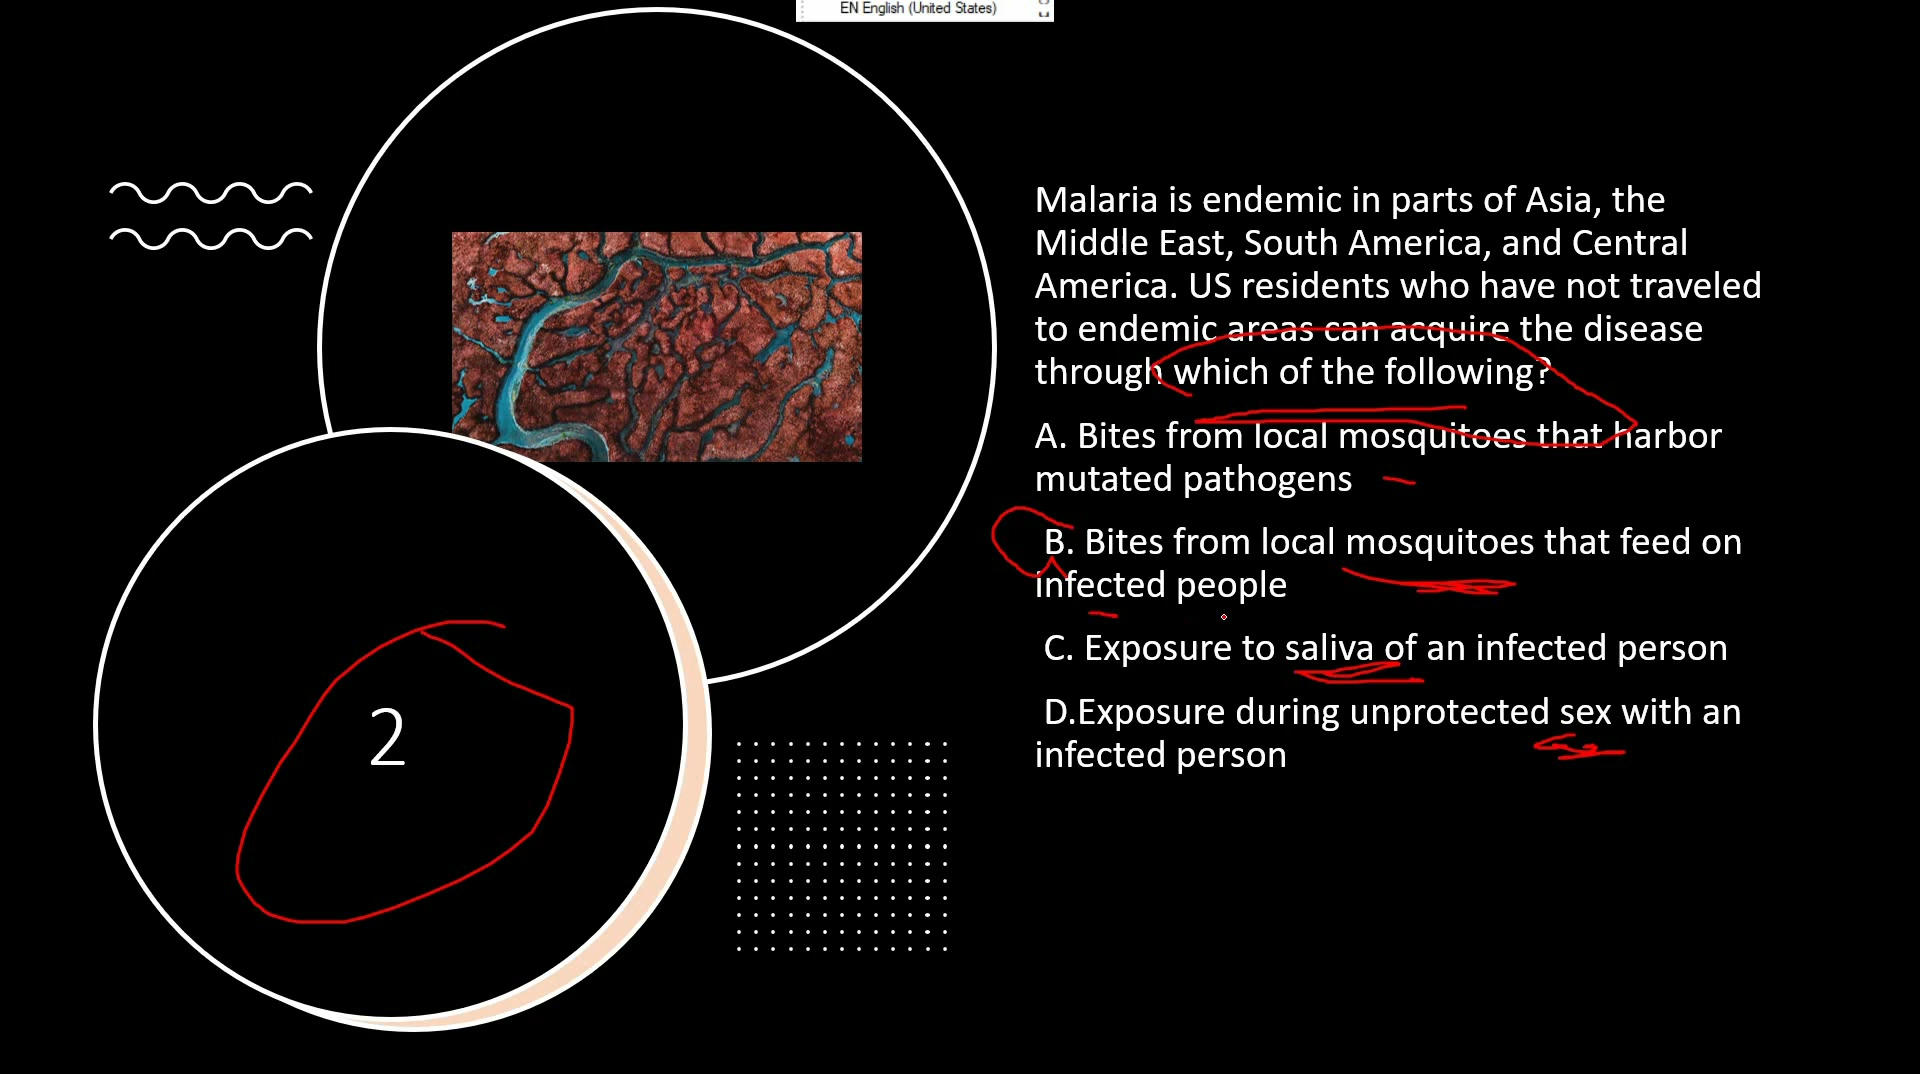 EN English (United States)
Malaria is endemic in parts of Asia, the
Middle East, South America, and Central
America. US residents who have not traveled
to endemic areas can acquire the disease
through which of the following?
A. Bites from local mosquitoes that harbor
mutated pathogens
B. Bites from local mosquitoes that feed on
infected people
C. Exposure to saliva of an infected person
D.Exposure during unprotected sex with an
infected person
2